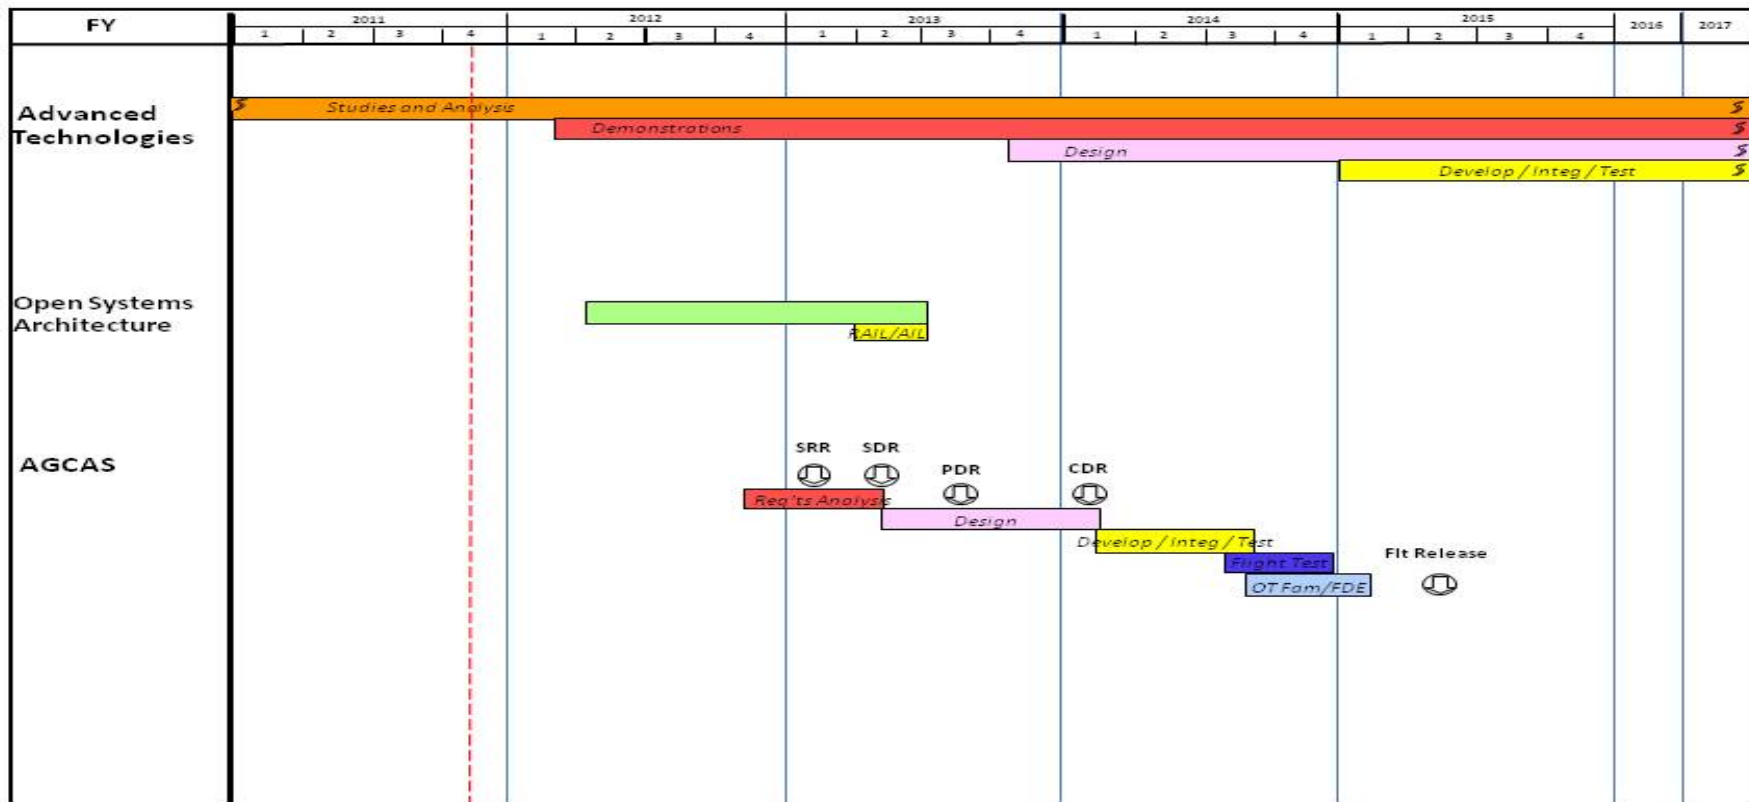 FY
2011 2012 2013 2014 2015 2016 2017
1 2 3 4 1 2 3 4 1 2 3 4 1 2 3 4 1 2 3 4
Advanced
Technologies
Studies and Analysis
Demonstrations
Design
Develop / Integ / Test
Open Systems
Architecture
RAIL/AIL
AGCAS
SRR SDR
PDR CDR
Req'ts Analysis
Design
Develop / Integ / Test
Flt Release
Flight Test
OT Fam/FDE